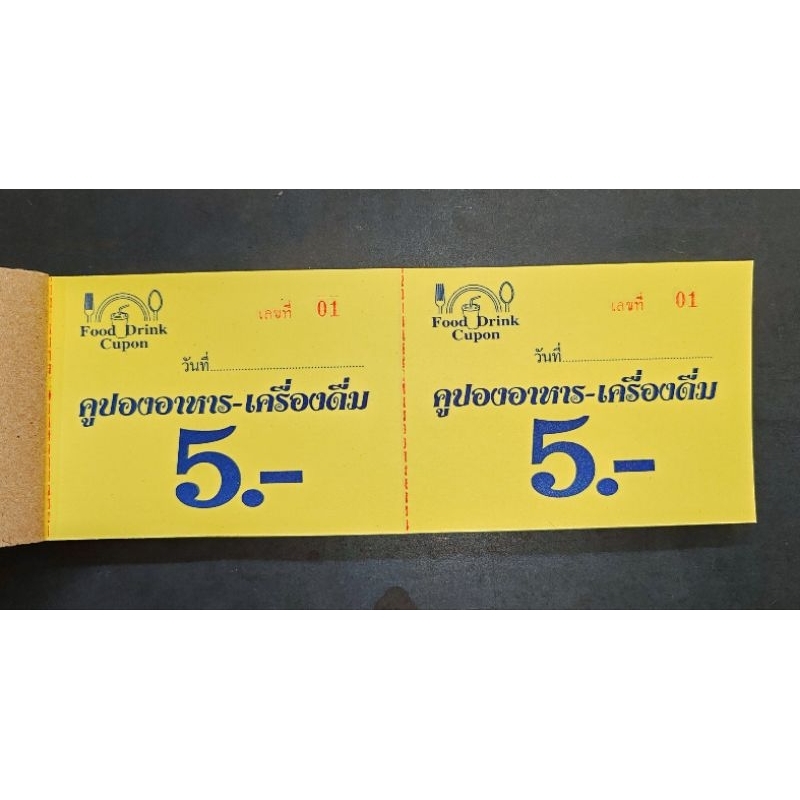 Food Drink
Cupon
เลขที่ 01
วันที่
คูปองอาหาร-เครื่องดื่ม
5.-
Food Drink
Cupon
เลขที่ 01
วันที่
คูปองอาหาร-เครื่องดื่ม
5.-